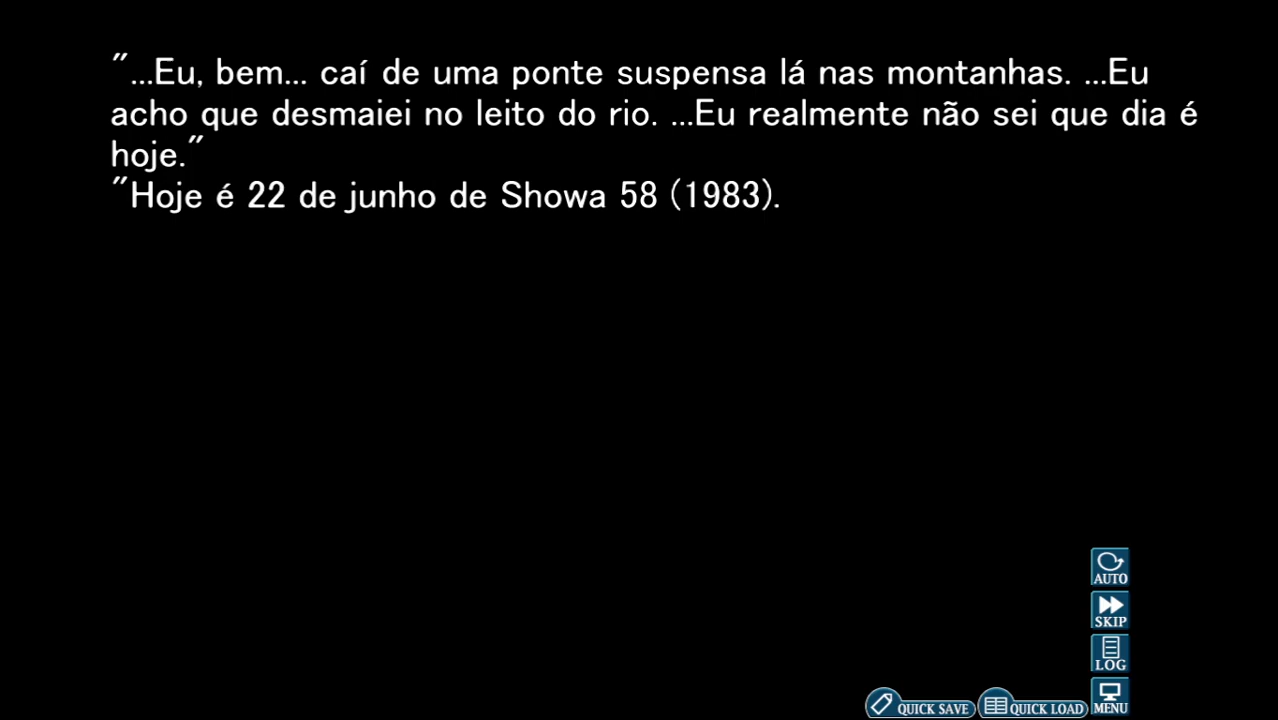 "...Eu, bem... caí de uma ponte suspensa lá nas montanhas. ...Eu
acho que desmaiei no leito do rio. ...Eu realmente não sei que dia é
hoje."
"Hoje é 22 de junho de Showa 58 (1983).
AUTO
SKIP
LOG
QUICK SAVE
QUICK LOAD
MENU